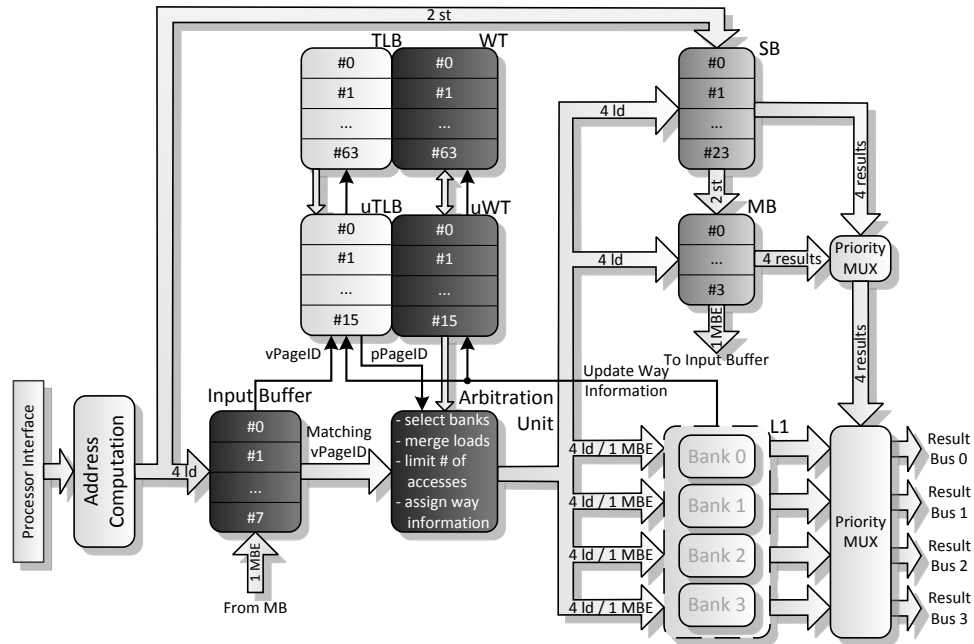 2 st
TLB
WT
#0
#1
...
#63
#0
#1
...
#63
SB
#0
#1
...
#23
4 ld
4 results
2 st
uTLB
uWT
#0
#1
...
#15
#0
#1
...
#15
MB
#0
...
#3
4 ld
4 results
Priority
MUX
1 MBE
To Input Buffer
4 results
vPageID
pPageID
Update Way
Information
Processor Interface
Address
Computation
4 ld
Input Buffer
#0
#1
...
#7
1 MBE
From MB
Matching
vPageID
Arbitration
Unit
- select banks
- merge loads
- limit # of
accesses
- assign way
information
L1
4 ld / 1 MBE
Bank 0
4 ld / 1 MBE
Bank 1
4 ld / 1 MBE
Bank 2
4 ld / 1 MBE
Bank 3
Priority
MUX
Result
Bus 0
Result
Bus 1
Result
Bus 2
Result
Bus 3